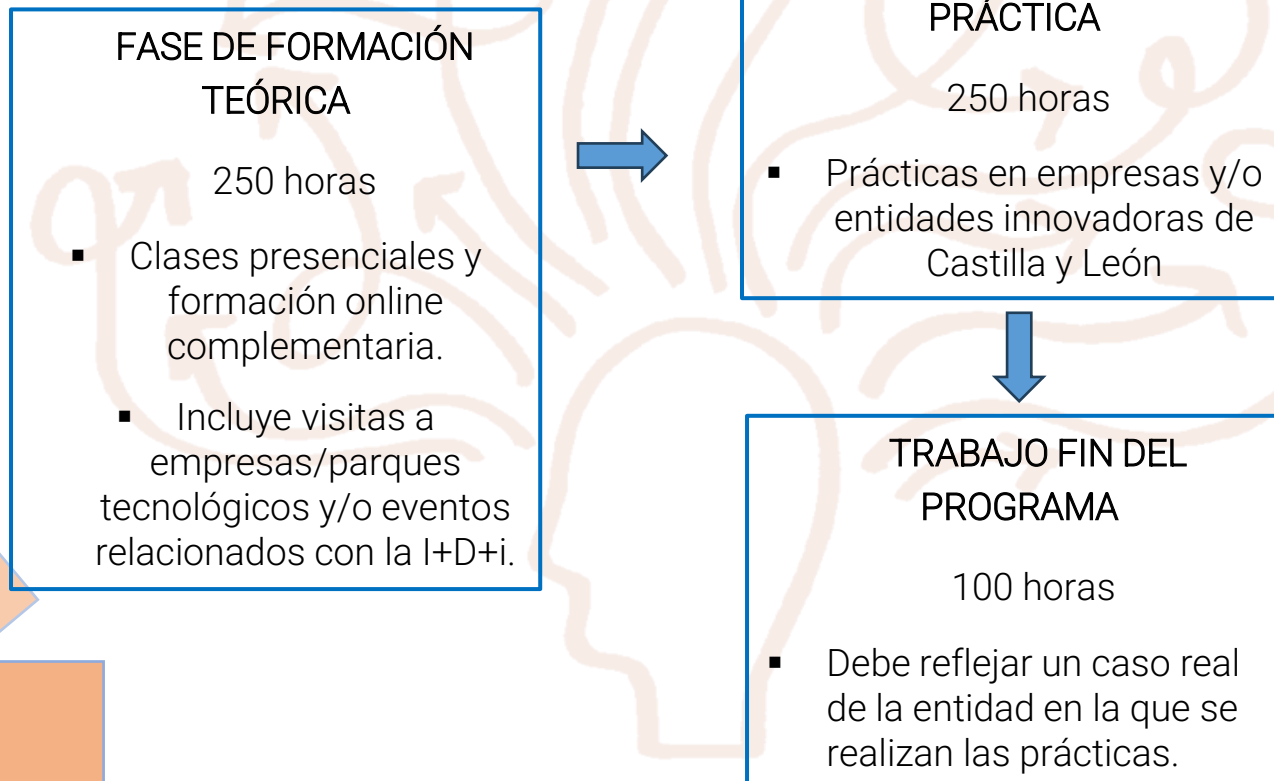 FASE DE FORMACIÓN
TEÓRICA
250 horas
▪ Clases presenciales y
formación online
complementaria.
▪ Incluye visitas a
empresas/parques
tecnológicos y/o eventos
relacionados con la I+D+i.
PRÁCTICA
250 horas
▪ Prácticas en empresas y/o
entidades innovadoras de
Castilla y León
TRABAJO FIN DEL
PROGRAMA
100 horas
▪ Debe reflejar un caso real
de la entidad en la que se
realizan las prácticas.